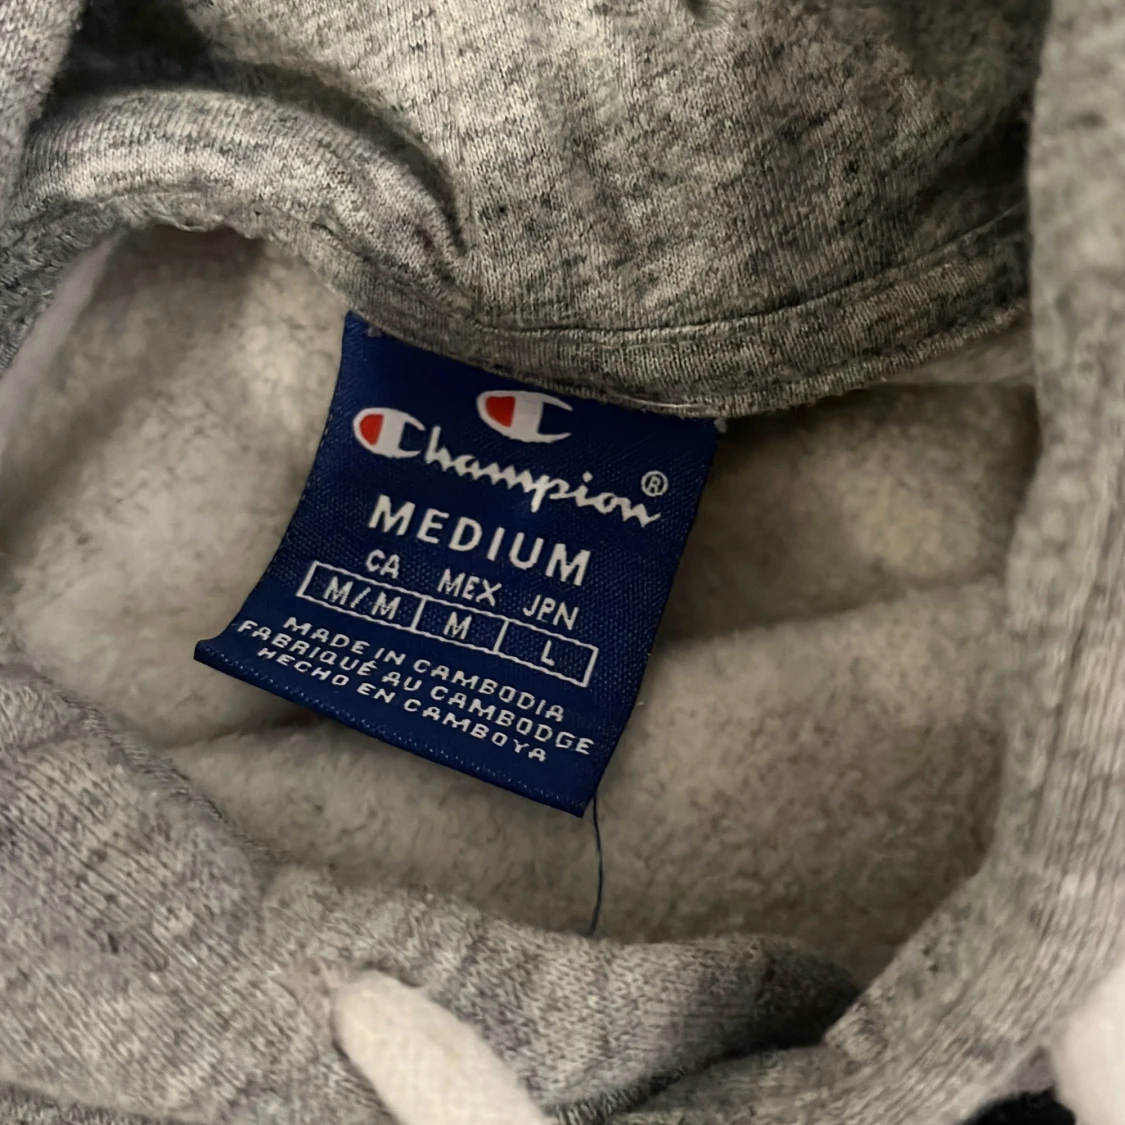 Champion®
MEDIUM
CA MEX JPN
M/M M L
MADE IN CAMBODIA
FABRIQUÉ AU CAMBODGE
HECHO EN CAMBOYA